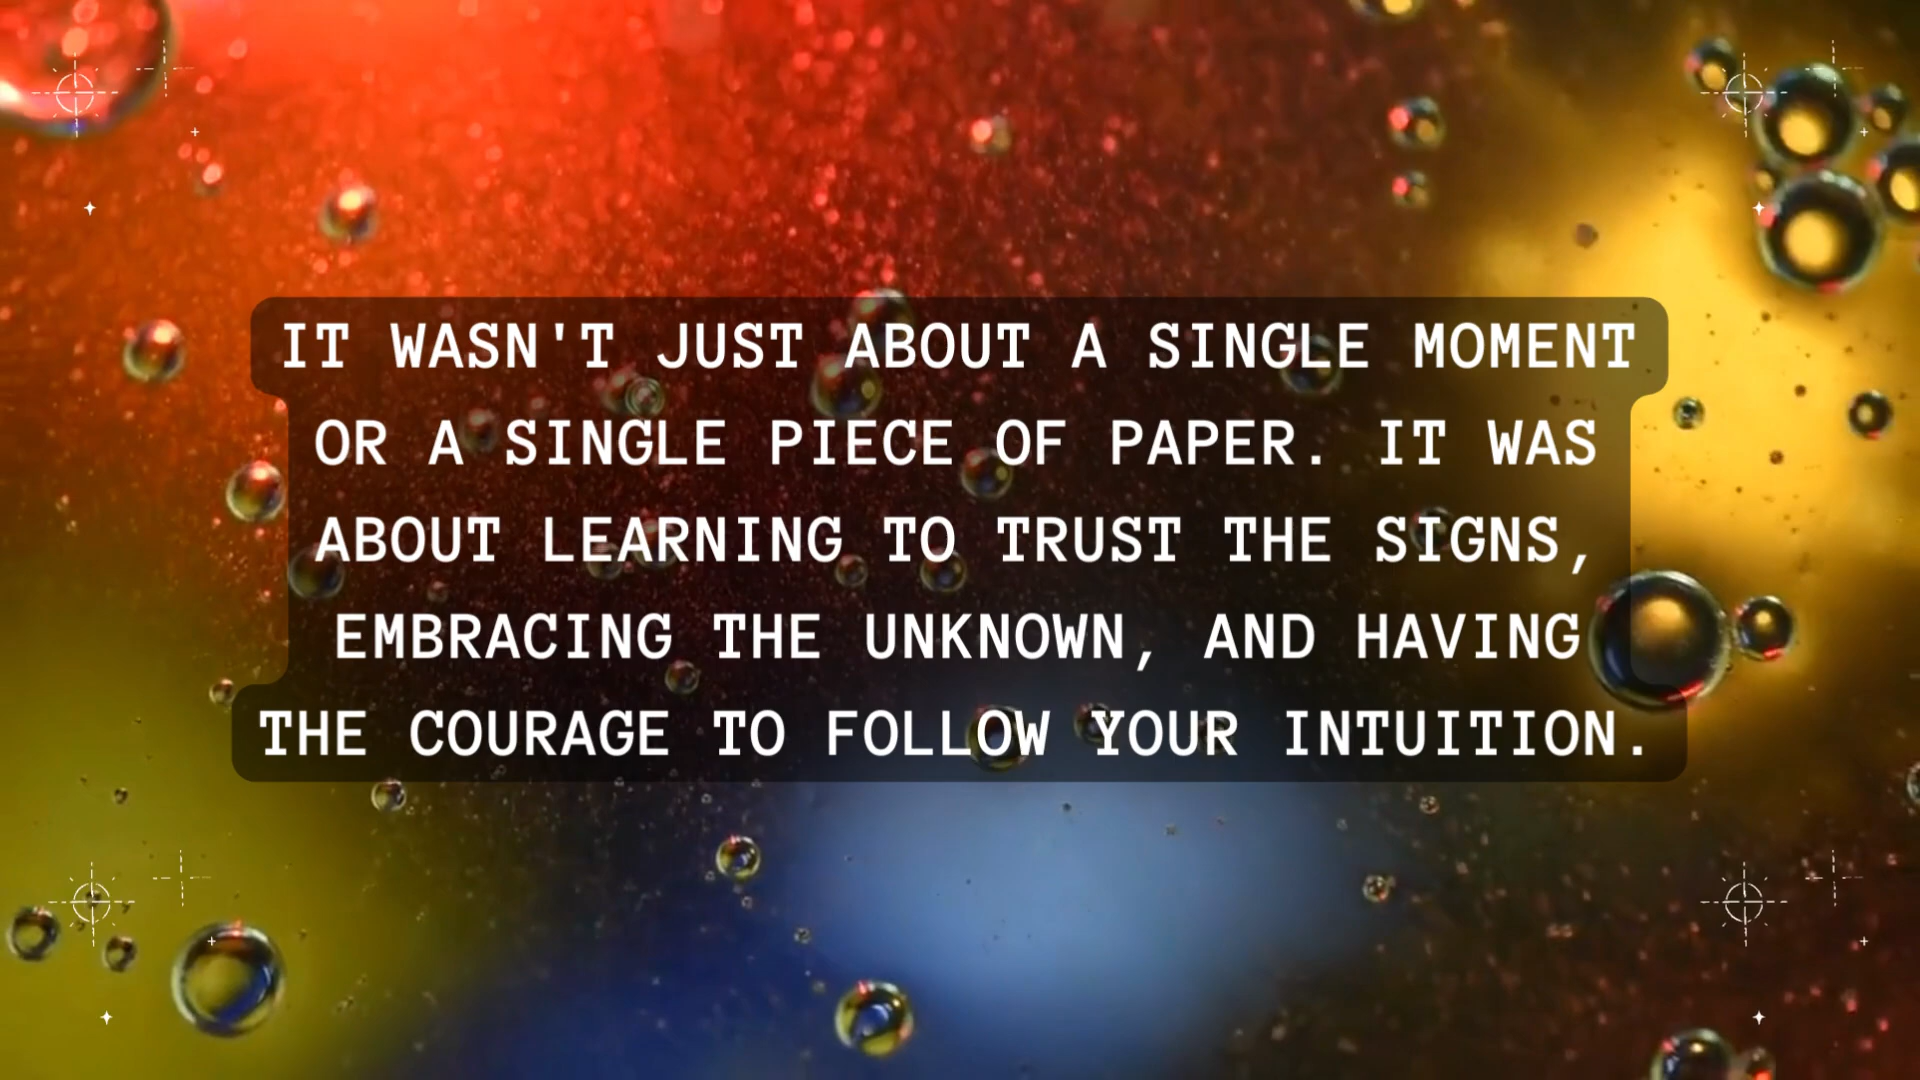 IT WASN'T JUST ABOUT A SINGLE MOMENT
OR A SINGLE PIECE OF PAPER. IT WAS
ABOUT LEARNING TO TRUST THE SIGNS,
EMBRACING THE UNKNOWN, AND HAVING
THE COURAGE TO FOLLOW YOUR INTUITION.